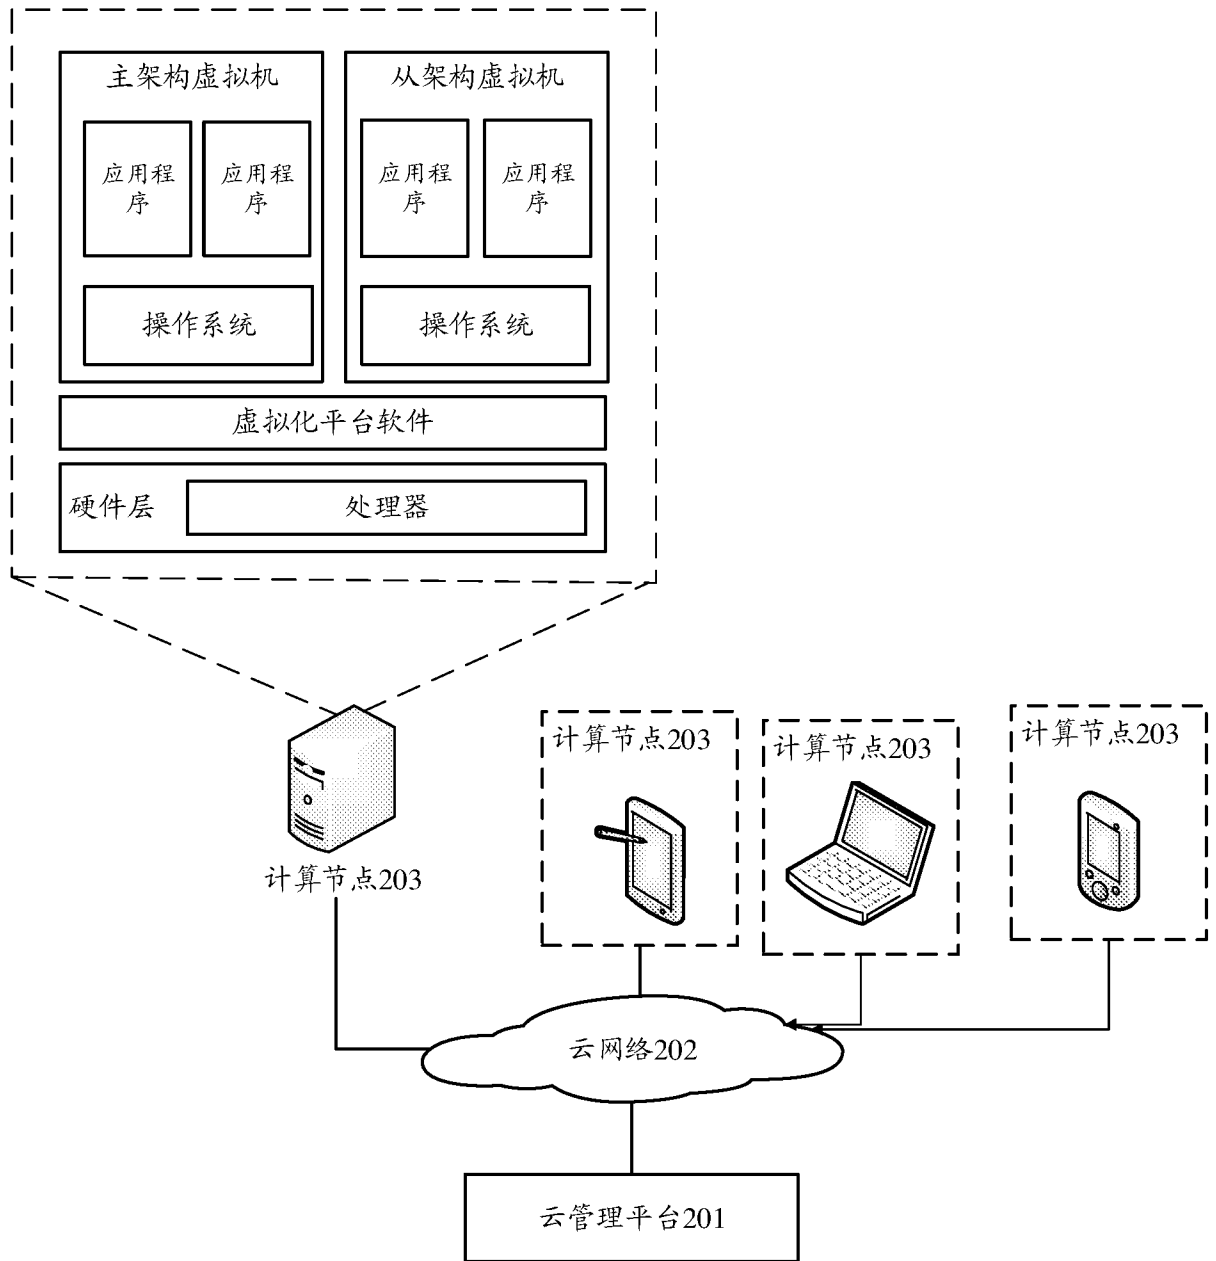 主架构虚拟机
从架构虚拟机
应用程
序
应用程
序
应用程
序
应用程
序
操作系统
操作系统
虚拟化平台软件
硬件层
处理器
计算节点203
计算节点203
计算节点203
计算节点203
云网络202
云管理平台201